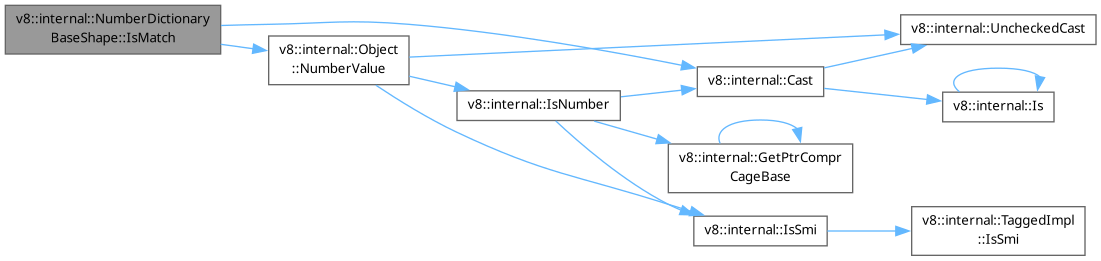 v8::internal::NumberDictionary
BaseShape::IsMatch
v8::internal::Object
::NumberValue
v8::internal::IsNumber
v8::internal::Cast
v8::internal::UncheckedCast
v8::internal::Is
v8::internal::GetPtrCompr
CageBase
v8::internal::IsSmi
v8::internal::TaggedImpl
::IsSmi